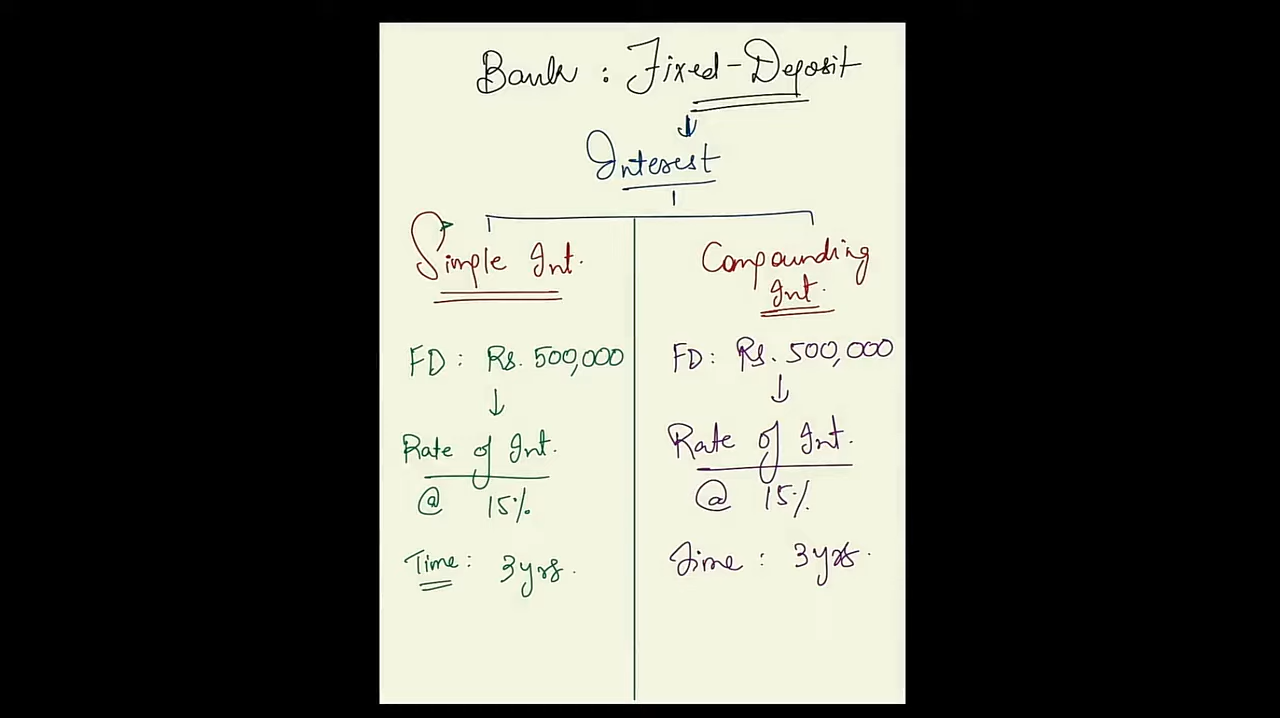 Bank : Fixed-Deposit
Interest
Simple Int.
FD : Rs. 500,000
Rate of Int.
@ 15%
Time : 3yrs.
Compounding
Int.
FD : Rs. 500,000
Rate of Int.
@ 15%
Time : 3yrs.